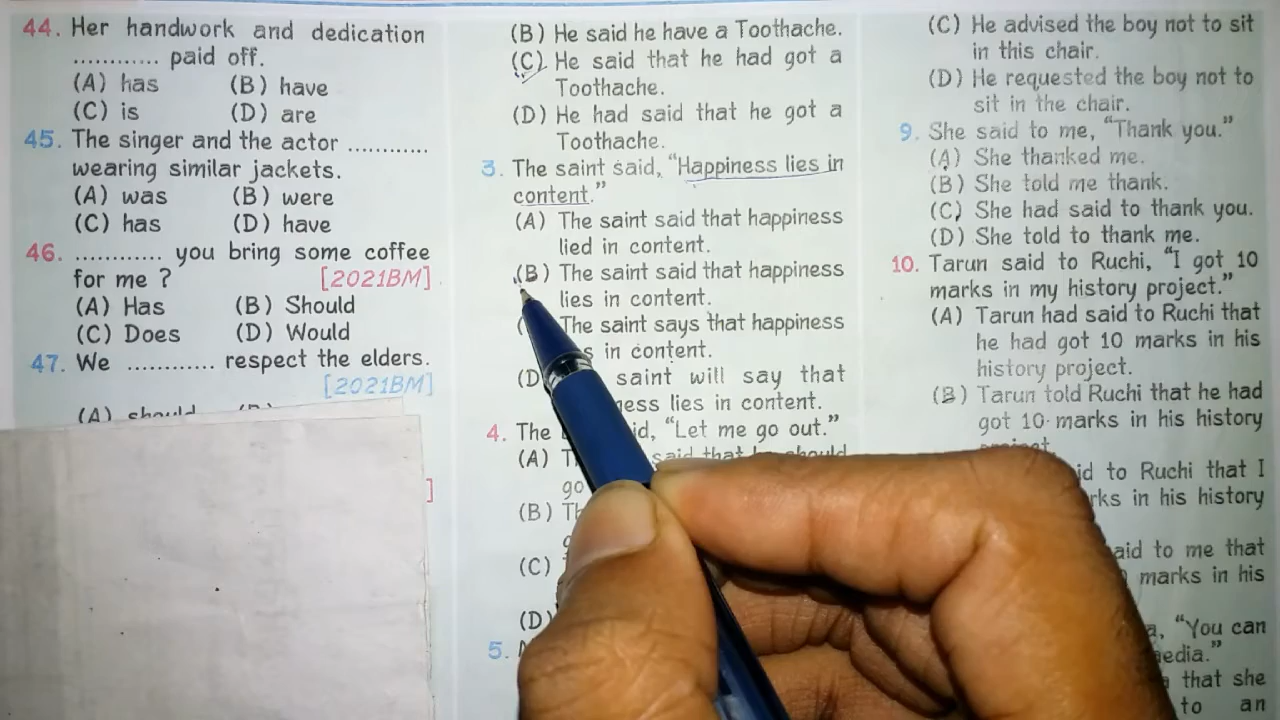 44. Her handwork and dedication
............ paid off.
(A) has (B) have
(C) is (D) are
45. The singer and the actor ............
wearing similar jackets.
(A) was (B) were
(C) has (D) have
46. ............ you bring some coffee
for me ? [2021BM]
(A) Has (B) Should
(C) Does (D) Would
47. We ............ respect the elders.
[2021BM]
(A) should
]
(B) He said he have a Toothache.
(C) He said that he had got a
Toothache.
(D) He had said that he got a
Toothache.
3. The saint said, “Happiness lies in
content.”
(A) The saint said that happiness
lied in content.
(B) The saint said that happiness
lies in content.
The saint says that happiness
in content.
(D) saint will say that
lies in content.
4. The “Let me go out.”
(A) said that he should
go
(B)
(C)
(D)
5.
(C) He advised the boy not to sit
in this chair.
(D) He requested the boy not to
sit in the chair.
9. She said to me, “Thank you.”
(A) She thanked me.
(B) She told me thank.
(C) She had said to thank you.
(D) She told to thank me.
10. Tarun said to Ruchi, “I got 10
marks in my history project.”
(A) Tarun had said to Ruchi that
he had got 10 marks in his
history project.
(B) Tarun told Ruchi that he had
got 10 marks in his history
project.
to Ruchi that I
in his history
to me that
marks in his
“You can
that she
to an